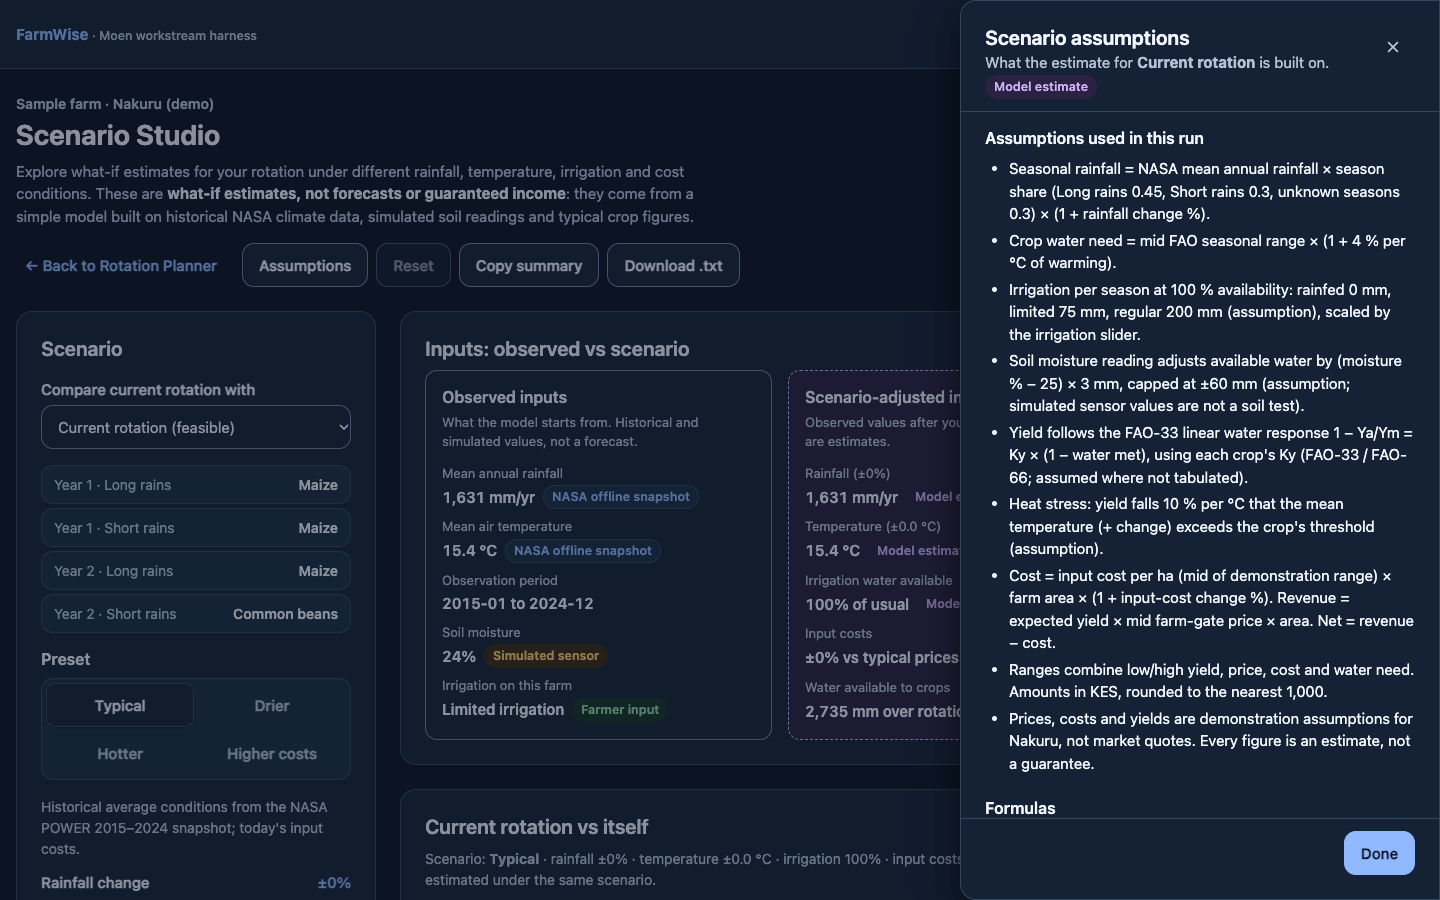 FarmWise · Moen workstream harness
Sample farm · Nakuru (demo)
Scenario Studio
Explore what-if estimates for your rotation under different rainfall, temperature, irrigation and cost
conditions. These are what-if estimates, not forecasts or guaranteed income: they come from a
simple model built on historical NASA climate data, simulated soil readings and typical crop figures.
← Back to Rotation Planner
Assumptions
Reset
Copy summary
Download .txt
Scenario
Compare current rotation with
Current rotation (feasible)
Year 1 · Long rains Maize
Year 1 · Short rains Maize
Year 2 · Long rains Maize
Year 2 · Short rains Common beans
Preset
Typical
Drier
Hotter
Higher costs
Historical average conditions from the NASA
POWER 2015–2024 snapshot; today's input
costs.
Rainfall change ±0%
Inputs: observed vs scenario
Observed inputs
What the model starts from. Historical and
simulated values, not a forecast.
Mean annual rainfall
1,631 mm/yr NASA offline snapshot
Mean air temperature
15.4 °C NASA offline snapshot
Observation period
2015-01 to 2024-12
Soil moisture
24% Simulated sensor
Irrigation on this farm
Limited irrigation Farmer input
Scenario-adjusted in
Observed values after you
are estimates.
Rainfall (±0%)
1,631 mm/yr Model e
Temperature (±0.0 °C)
15.4 °C Model estima
Irrigation water available
100% of usual Mode
Input costs
±0% vs typical prices
Water available to crops
2,735 mm over rotatio
Current rotation vs itself
Scenario: Typical · rainfall ±0% · temperature ±0.0 °C · irrigation 100% · input costs
estimated under the same scenario.
Scenario assumptions
What the estimate for Current rotation is built on.
Model estimate
×
Assumptions used in this run
• Seasonal rainfall = NASA mean annual rainfall × season
share (Long rains 0.45, Short rains 0.3, unknown seasons
0.3) × (1 + rainfall change %).
• Crop water need = mid FAO seasonal range × (1 + 4 % per
°C of warming).
• Irrigation per season at 100 % availability: rainfed 0 mm,
limited 75 mm, regular 200 mm (assumption), scaled by
the irrigation slider.
• Soil moisture reading adjusts available water by (moisture
% − 25) × 3 mm, capped at ±60 mm (assumption;
simulated sensor values are not a soil test).
• Yield follows the FAO-33 linear water response 1 − Ya/Ym =
Ky × (1 − water met), using each crop's Ky (FAO-33 / FAO-
66; assumed where not tabulated).
• Heat stress: yield falls 10 % per °C that the mean
temperature (+ change) exceeds the crop's threshold
(assumption).
• Cost = input cost per ha (mid of demonstration range) ×
farm area × (1 + input-cost change %). Revenue =
expected yield × mid farm-gate price × area. Net = revenue
− cost.
• Ranges combine low/high yield, price, cost and water need.
Amounts in KES, rounded to the nearest 1,000.
• Prices, costs and yields are demonstration assumptions for
Nakuru, not market quotes. Every figure is an estimate, not
a guarantee.
Formulas
Done